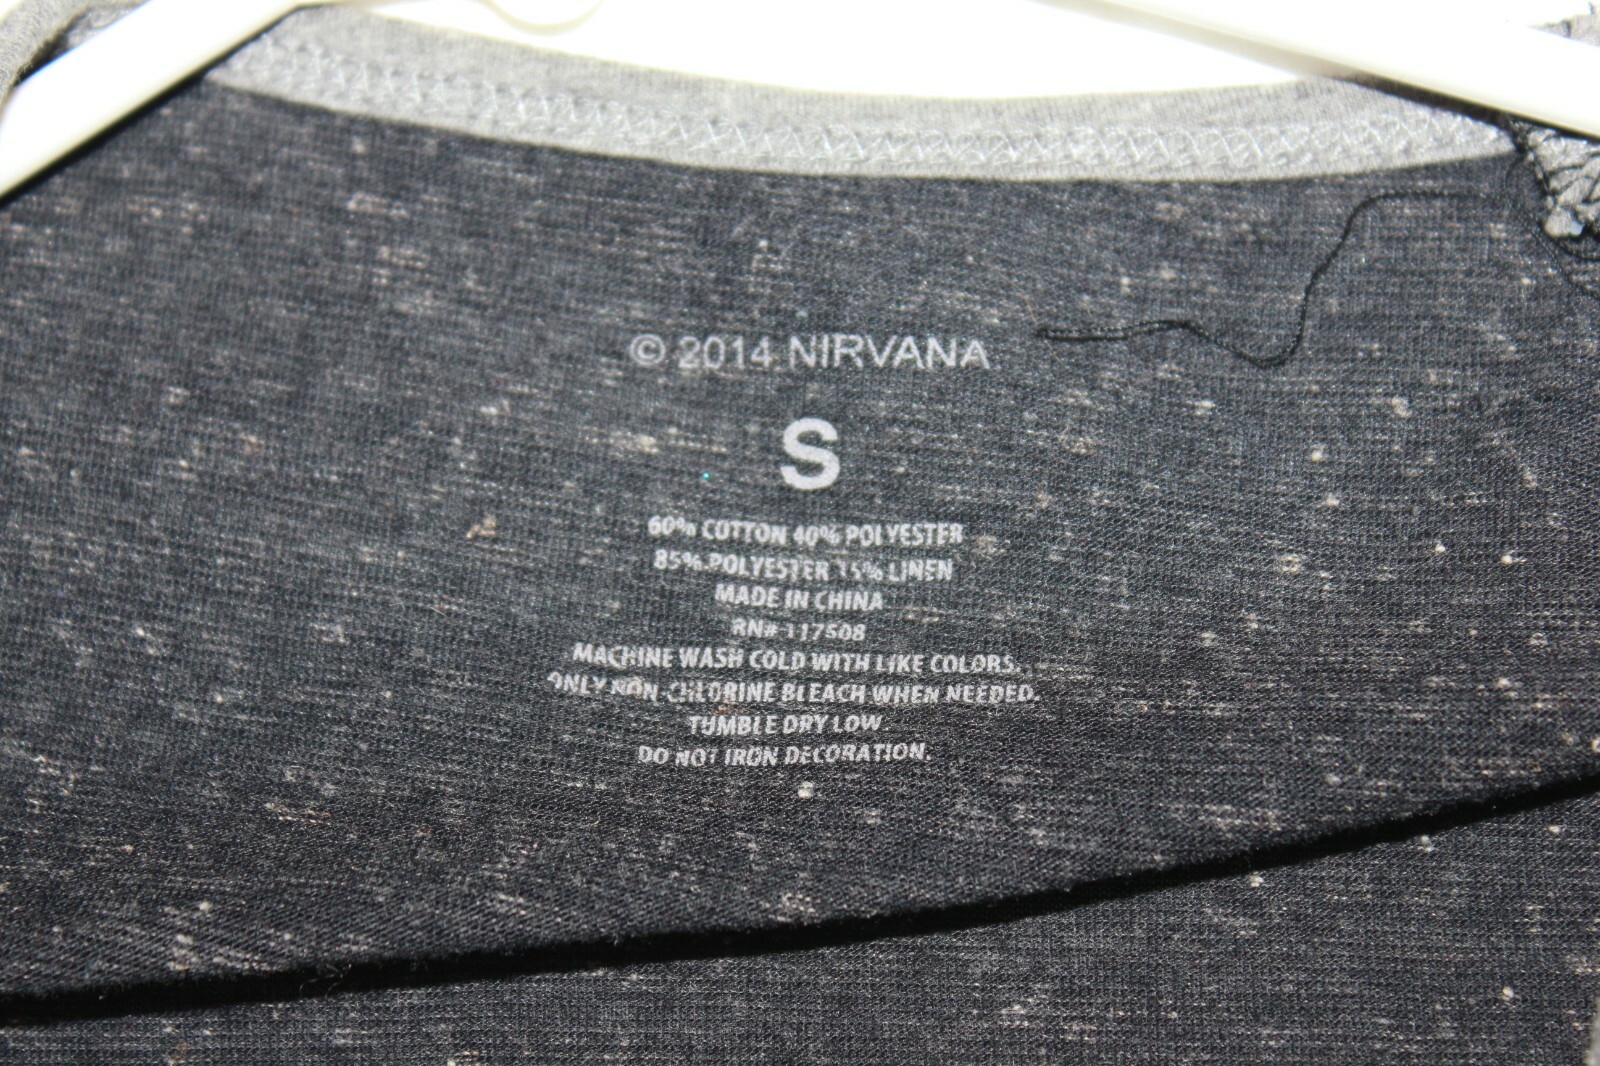 © 2014 NIRVANA
S
60% COTTON 40% POLYESTER
85% POLYESTER 15% LINEN
MADE IN CHINA
RN# 117508
MACHINE WASH COLD WITH LIKE COLORS.
ONLY NON-CHLORINE BLEACH WHEN NEEDED.
TUMBLE DRY LOW.
DO NOT IRON DECORATION.